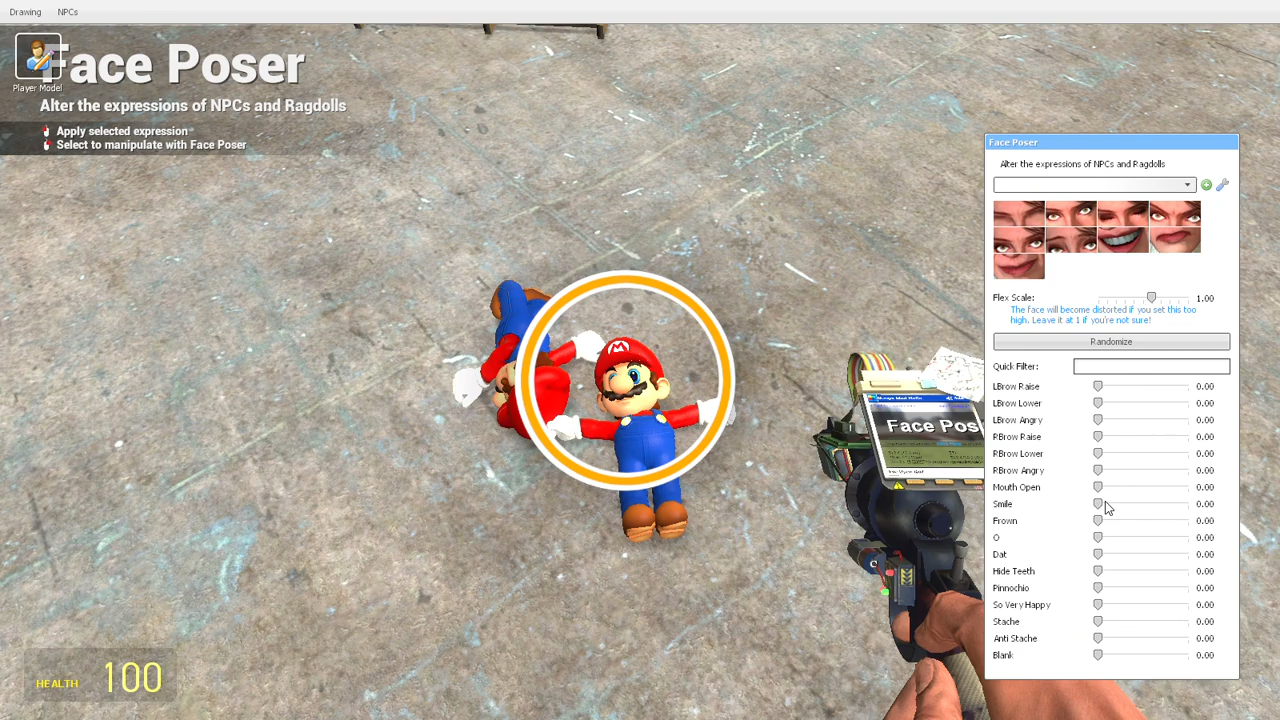 Drawing NPCs
Face Poser
Player Model
Alter the expressions of NPCs and Ragdolls
Apply selected expression
Select to manipulate with Face Poser
Face Poser
Alter the expressions of NPCs and Ragdolls
Flex Scale: 1.00
The face will become distorted if you set this too
high. Leave it at 1 if you're not sure!
Randomize
Quick Filter:
LBrow Raise 0.00
LBrow Lower 0.00
LBrow Angry 0.00
RBrow Raise 0.00
RBrow Lower 0.00
RBrow Angry 0.00
Mouth Open 0.00
Smile 0.00
Frown 0.00
O 0.00
Dat 0.00
Hide Teeth 0.00
Pinnochio 0.00
So Very Happy 0.00
Stache 0.00
Anti Stache 0.00
Blank 0.00
Face Pos
M
HEALTH 100